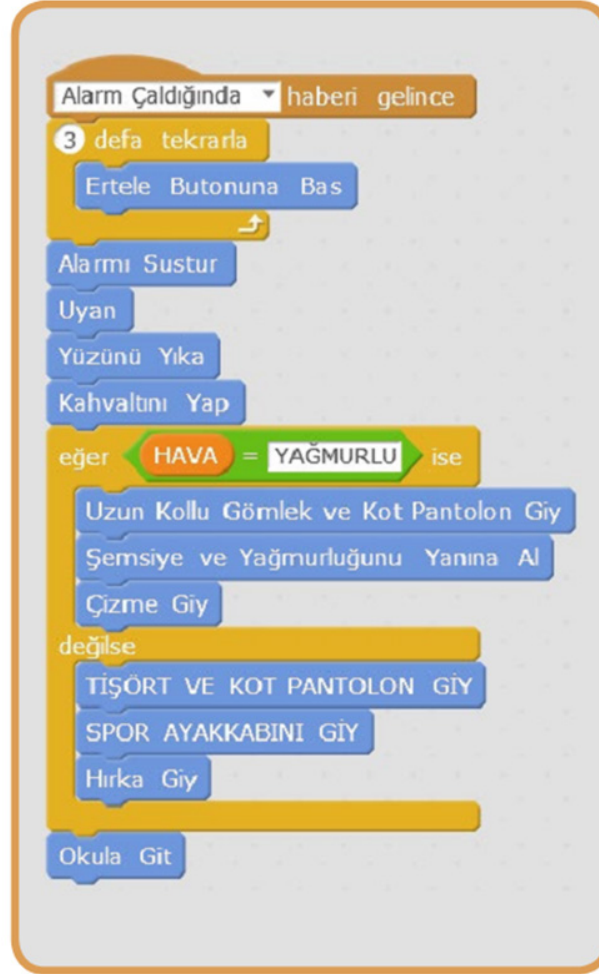 Alarm Çaldığında haberi gelince
3 defa tekrarla
Ertele Butonuna Bas
Alarmı Sustur
Uyan
Yüzünü Yıka
Kahvaltını Yap
eğer HAVA = YAĞMURLU ise
Uzun Kollu Gömlek ve Kot Pantolon Giy
Şemsiye ve Yağmurluğunu Yanına Al
Çizme Giy
değilse
TİŞÖRT VE KOT PANTOLON GİY
SPOR AYAKKABINI GİY
Hırka Giy
Okula Git